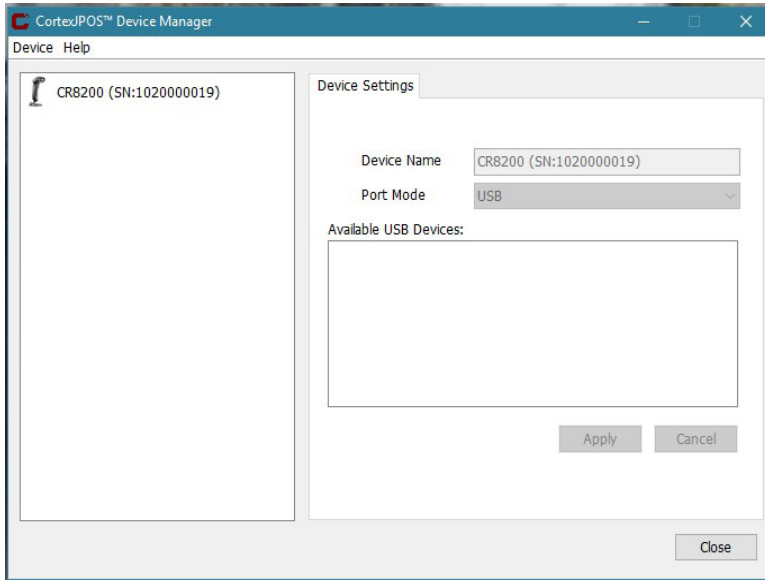 CortexJPOS™ Device Manager
Device Help
CR8200 (SN:1020000019)
Device Settings
Device Name CR8200 (SN:1020000019)
Port Mode USB
Available USB Devices:
Apply Cancel
Close